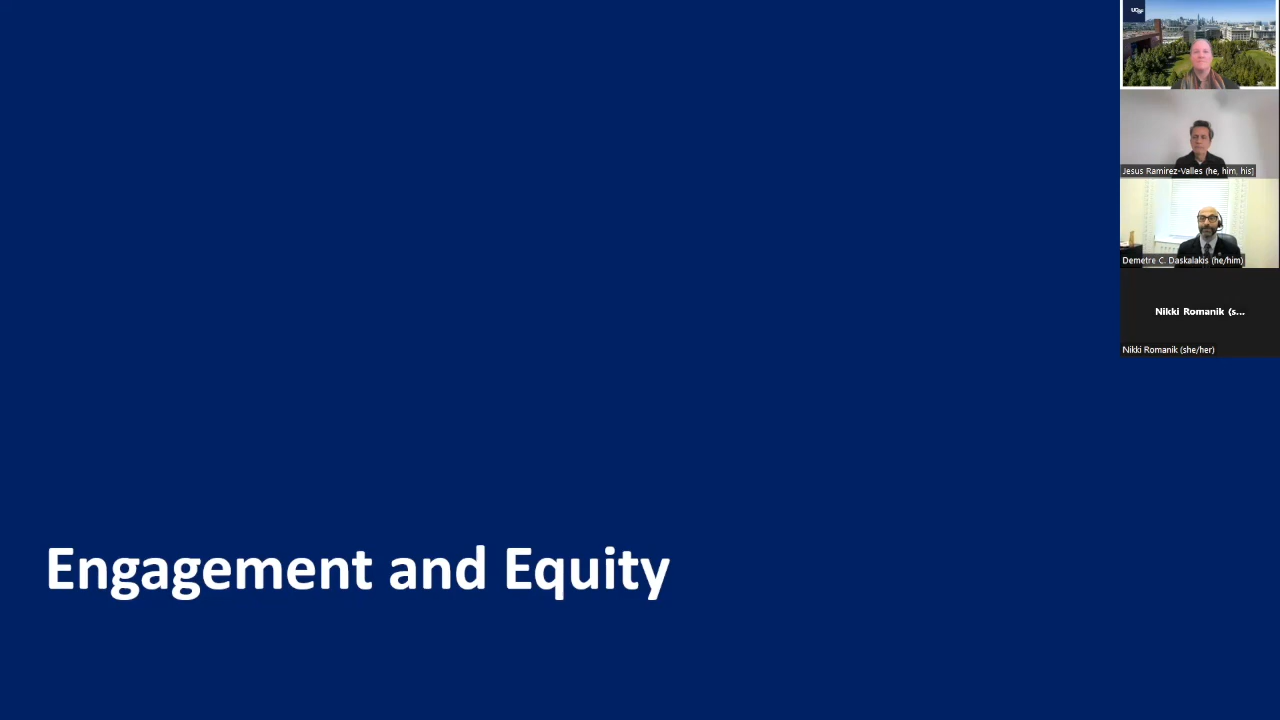 UCSF
Jesus Ramirez-Valles (he, him, his]
Demetre C. Daskalakis (he/him)
Nikki Romanik (s...
Nikki Romanik (she/her)
Engagement and Equity